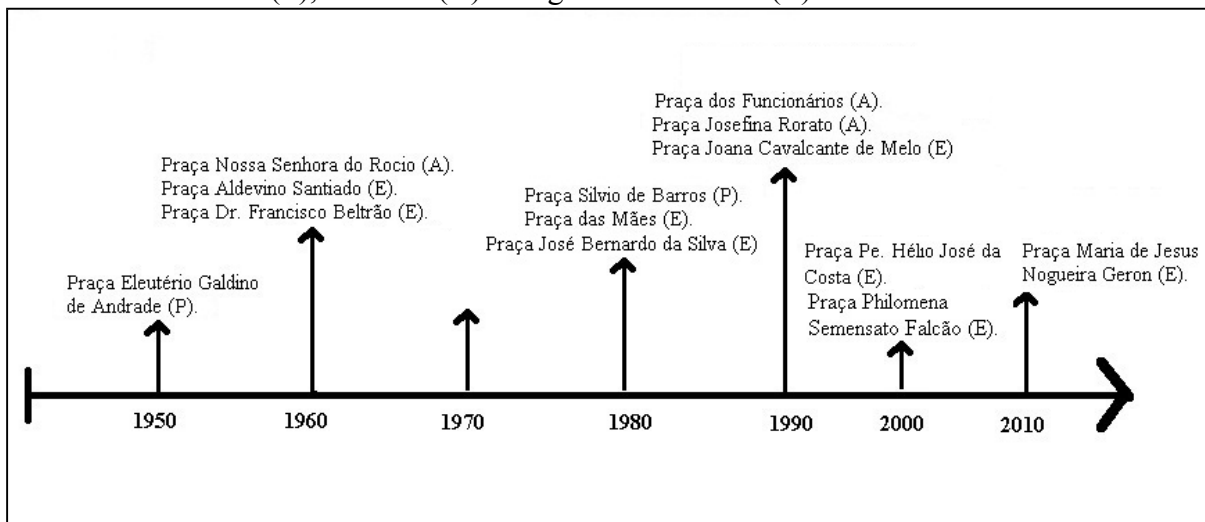 Praça dos Funcionários (A).
Praça Josefina Rorato (A).
Praça Joana Cavalcante de Melo (E)
Praça Nossa Senhora do Rocio (A).
Praça Aldevino Santiado (E).
Praça Dr. Francisco Beltrão (E).
Praça Silvio de Barros (P).
Praça das Mães (E).
Praça José Bernardo da Silva (E)
Praça Pe. Hélio José da
Costa (E).
Praça Philomena
Semensato Falcão (E).
Praça Maria de Jesus
Nogueira Geron (E).
Praça Eleutério Galdino
de Andrade (P).
1950 1960 1970 1980 1990 2000 2010